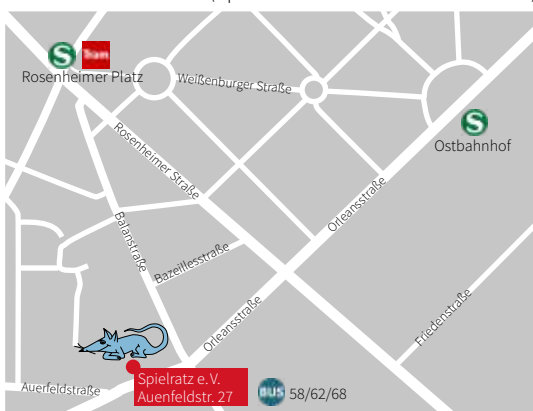 S
Tram
Rosenheimer Platz
Weißenburger Straße
S
Ostbahnhof
Rosenheimer Straße
Orleansstraße
Balanstraße
Bazeillesstraße
Orleansstraße
Friedenstraße
Spielratz e.V.
Auenfeldstr. 27
Auerfeldstraße
BUS 58/62/68